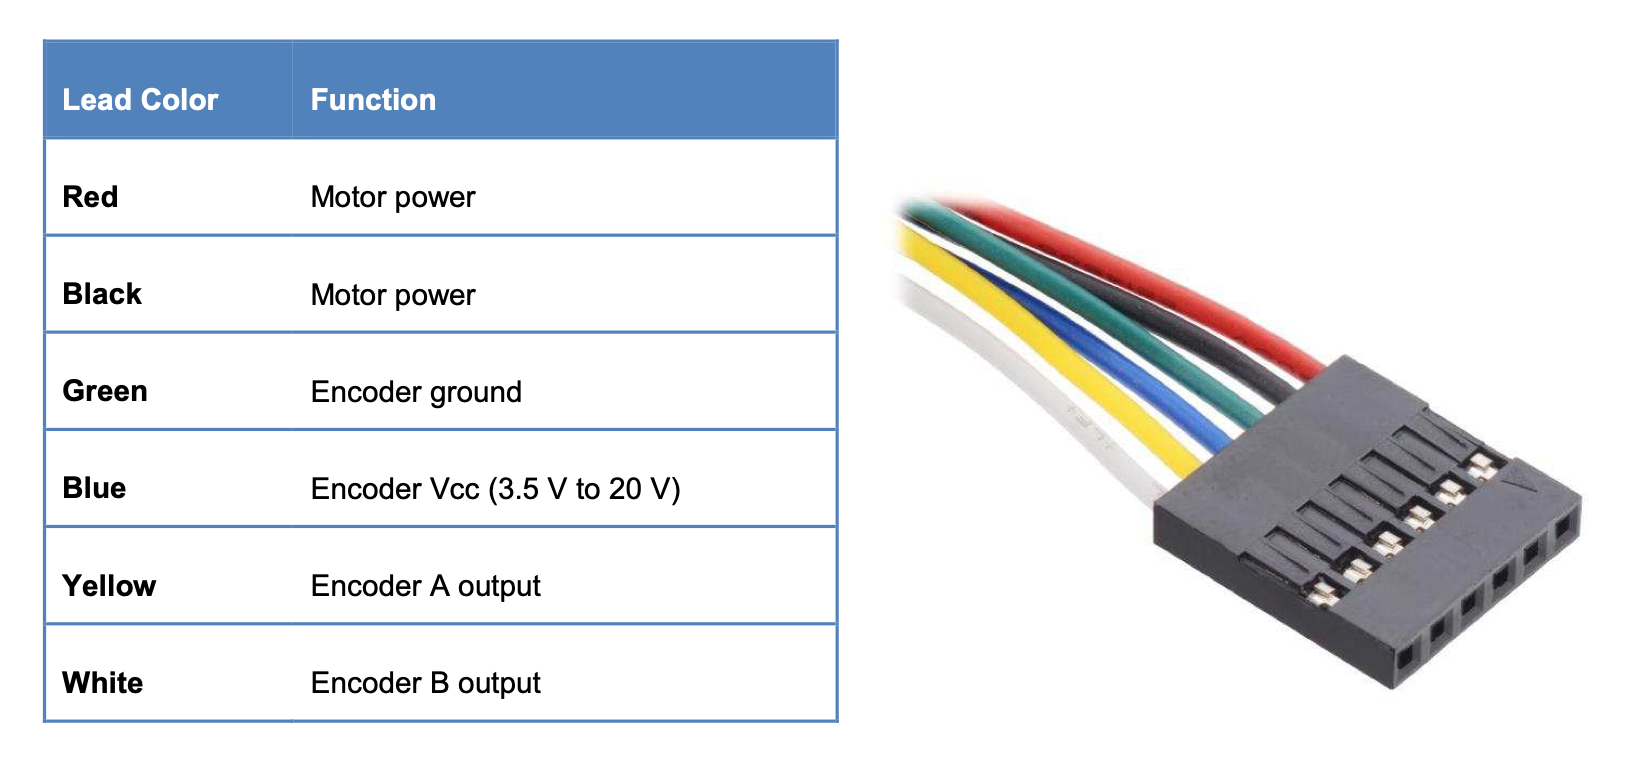 Lead Color Function
Red Motor power
Black Motor power
Green Encoder ground
Blue Encoder Vcc (3.5 V to 20 V)
Yellow Encoder A output
White Encoder B output